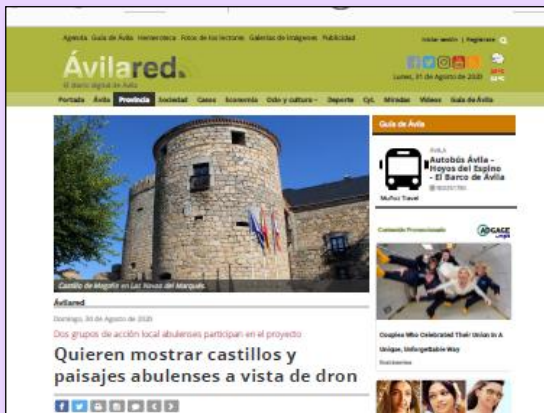 Agenda Guía de Ávila Hemeroteca Fotos de los lectores Galerías de Imágenes Publicidad
Iniciar sesión | Regístrate
Ávilared.
El diario digital de Ávila
Lunes, 31 de Agosto de 2020
Portada Ávila Provincia Sociedad Casos Economía Ocio y cultura Deporte CyL Miradas Vídeos Guía de Ávila
Castillo de Magalia en Las Navas del Marqués.
Ávilared
Domingo, 30 de Agosto de 2020
Dos grupos de acción local abulenses participan en el proyecto
Quieren mostrar castillos y
paisajes abulenses a vista de dron
Guía de Ávila
ÁVILA
Autobús Ávila -
Hoyos del Espino
- El Barco de Ávila
Muñoz Travel
Contenido Promocionado
ADGAGE
Couples Who Celebrated Their Union In A
Unique, Unforgettable Way